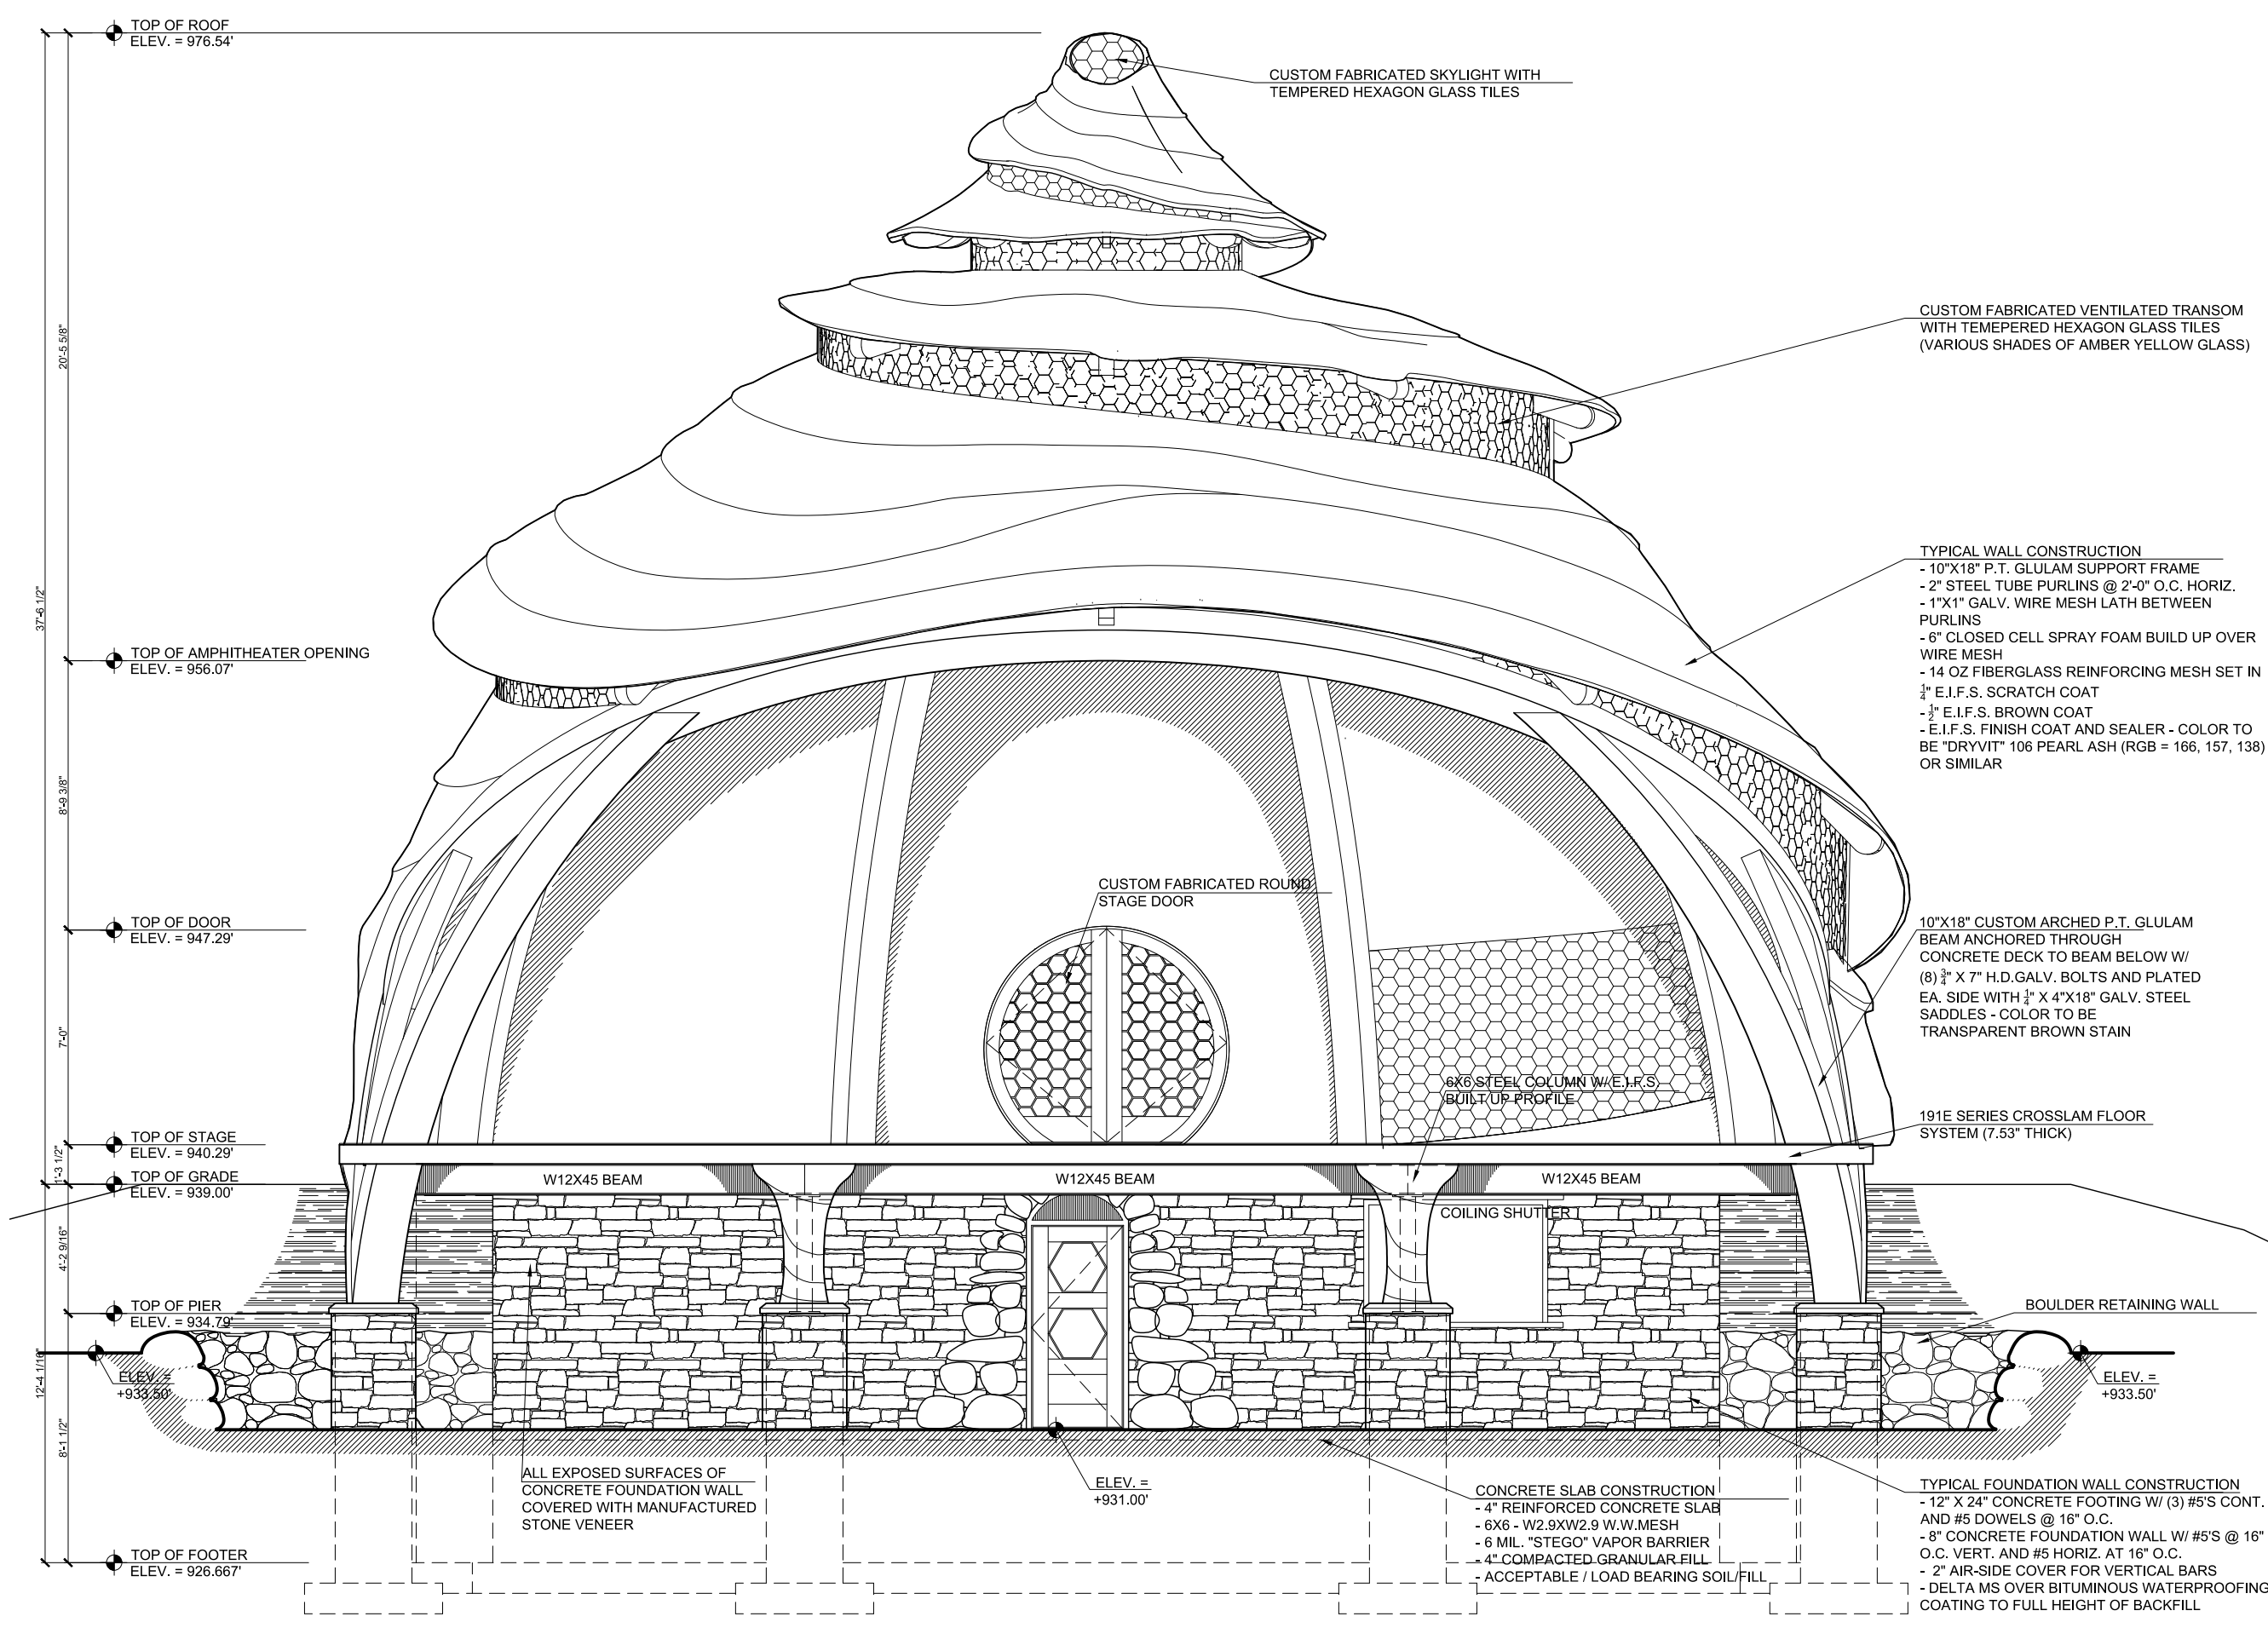 TOP OF ROOF
ELEV. = 976.54'
CUSTOM FABRICATED SKYLIGHT WITH
TEMPERED HEXAGON GLASS TILES
CUSTOM FABRICATED VENTILATED TRANSOM
WITH TEMEPERED HEXAGON GLASS TILES
(VARIOUS SHADES OF AMBER YELLOW GLASS)
20'-5 5/8"
37'-6 1/2"
TYPICAL WALL CONSTRUCTION
- 10"X18" P.T. GLULAM SUPPORT FRAME
- 2" STEEL TUBE PURLINS @ 2'-0" O.C. HORIZ.
- 1"X1" GALV. WIRE MESH LATH BETWEEN
PURLINS
- 6" CLOSED CELL SPRAY FOAM BUILD UP OVER
WIRE MESH
- 14 OZ FIBERGLASS REINFORCING MESH SET IN
1/4" E.I.F.S. SCRATCH COAT
- 1/2" E.I.F.S. BROWN COAT
- E.I.F.S. FINISH COAT AND SEALER - COLOR TO
BE "DRYVIT" 106 PEARL ASH (RGB = 166, 157, 138)
OR SIMILAR
TOP OF AMPHITHEATER OPENING
ELEV. = 956.07'
8'-9 3/8"
CUSTOM FABRICATED ROUND
STAGE DOOR
TOP OF DOOR
ELEV. = 947.29'
10"X18" CUSTOM ARCHED P.T. GLULAM
BEAM ANCHORED THROUGH
CONCRETE DECK TO BEAM BELOW W/
(8) 3/4" X 7" H.D.GALV. BOLTS AND PLATED
EA. SIDE WITH 1/4" X 4"X18" GALV. STEEL
SADDLES - COLOR TO BE
TRANSPARENT BROWN STAIN
7'-0"
6X6 STEEL COLUMN W/ E.I.F.S.
BUILT UP PROFILE
191E SERIES CROSSLAM FLOOR
SYSTEM (7.53" THICK)
TOP OF STAGE
ELEV. = 940.29'
1'-3 1/2"
TOP OF GRADE
ELEV. = 939.00'
W12X45 BEAM
W12X45 BEAM
W12X45 BEAM
COILING SHUTTER
4'-2 9/16"
TOP OF PIER
ELEV. = 934.79'
BOULDER RETAINING WALL
ELEV. =
+933.50'
ELEV. =
+933.50'
12'-4 1/16"
8'-1 1/2"
ALL EXPOSED SURFACES OF
CONCRETE FOUNDATION WALL
COVERED WITH MANUFACTURED
STONE VENEER
ELEV. =
+931.00'
CONCRETE SLAB CONSTRUCTION
- 4" REINFORCED CONCRETE SLAB
- 6X6 - W2.9XW2.9 W.W.MESH
- 6 MIL. "STEGO" VAPOR BARRIER
- 4" COMPACTED GRANULAR FILL
- ACCEPTABLE / LOAD BEARING SOIL/FILL
TYPICAL FOUNDATION WALL CONSTRUCTION
- 12" X 24" CONCRETE FOOTING W/ (3) #5'S CONT.
AND #5 DOWELS @ 16" O.C.
- 8" CONCRETE FOUNDATION WALL W/ #5'S @ 16"
O.C. VERT. AND #5 HORIZ. AT 16" O.C.
- 2" AIR-SIDE COVER FOR VERTICAL BARS
- DELTA MS OVER BITUMINOUS WATERPROOFING
COATING TO FULL HEIGHT OF BACKFILL
TOP OF FOOTER
ELEV. = 926.667'